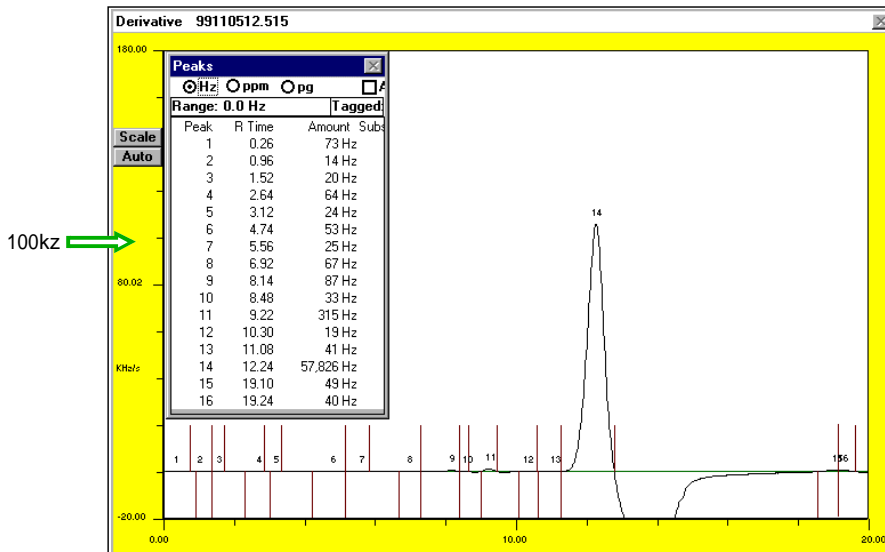 Derivative 99110512.515
180.00
Peaks
Hz ppm pg A
Range: 0.0 Hz Tagged:
Peak R Time Amount Subs
1 0.26 73 Hz
2 0.96 14 Hz
3 1.52 20 Hz
4 2.64 64 Hz
5 3.12 24 Hz
6 4.74 53 Hz
7 5.56 25 Hz
8 6.92 67 Hz
9 8.14 87 Hz
10 8.48 33 Hz
11 9.22 315 Hz
12 10.30 19 Hz
13 11.08 41 Hz
14 12.24 57,826 Hz
15 19.10 49 Hz
16 19.24 40 Hz
Scale
Auto
100kz
80.02
KHz/s
14
1 2 3 4 5 6 7 8 9 10 11 12 13 15 16
-20.00
0.00 10.00 20.00